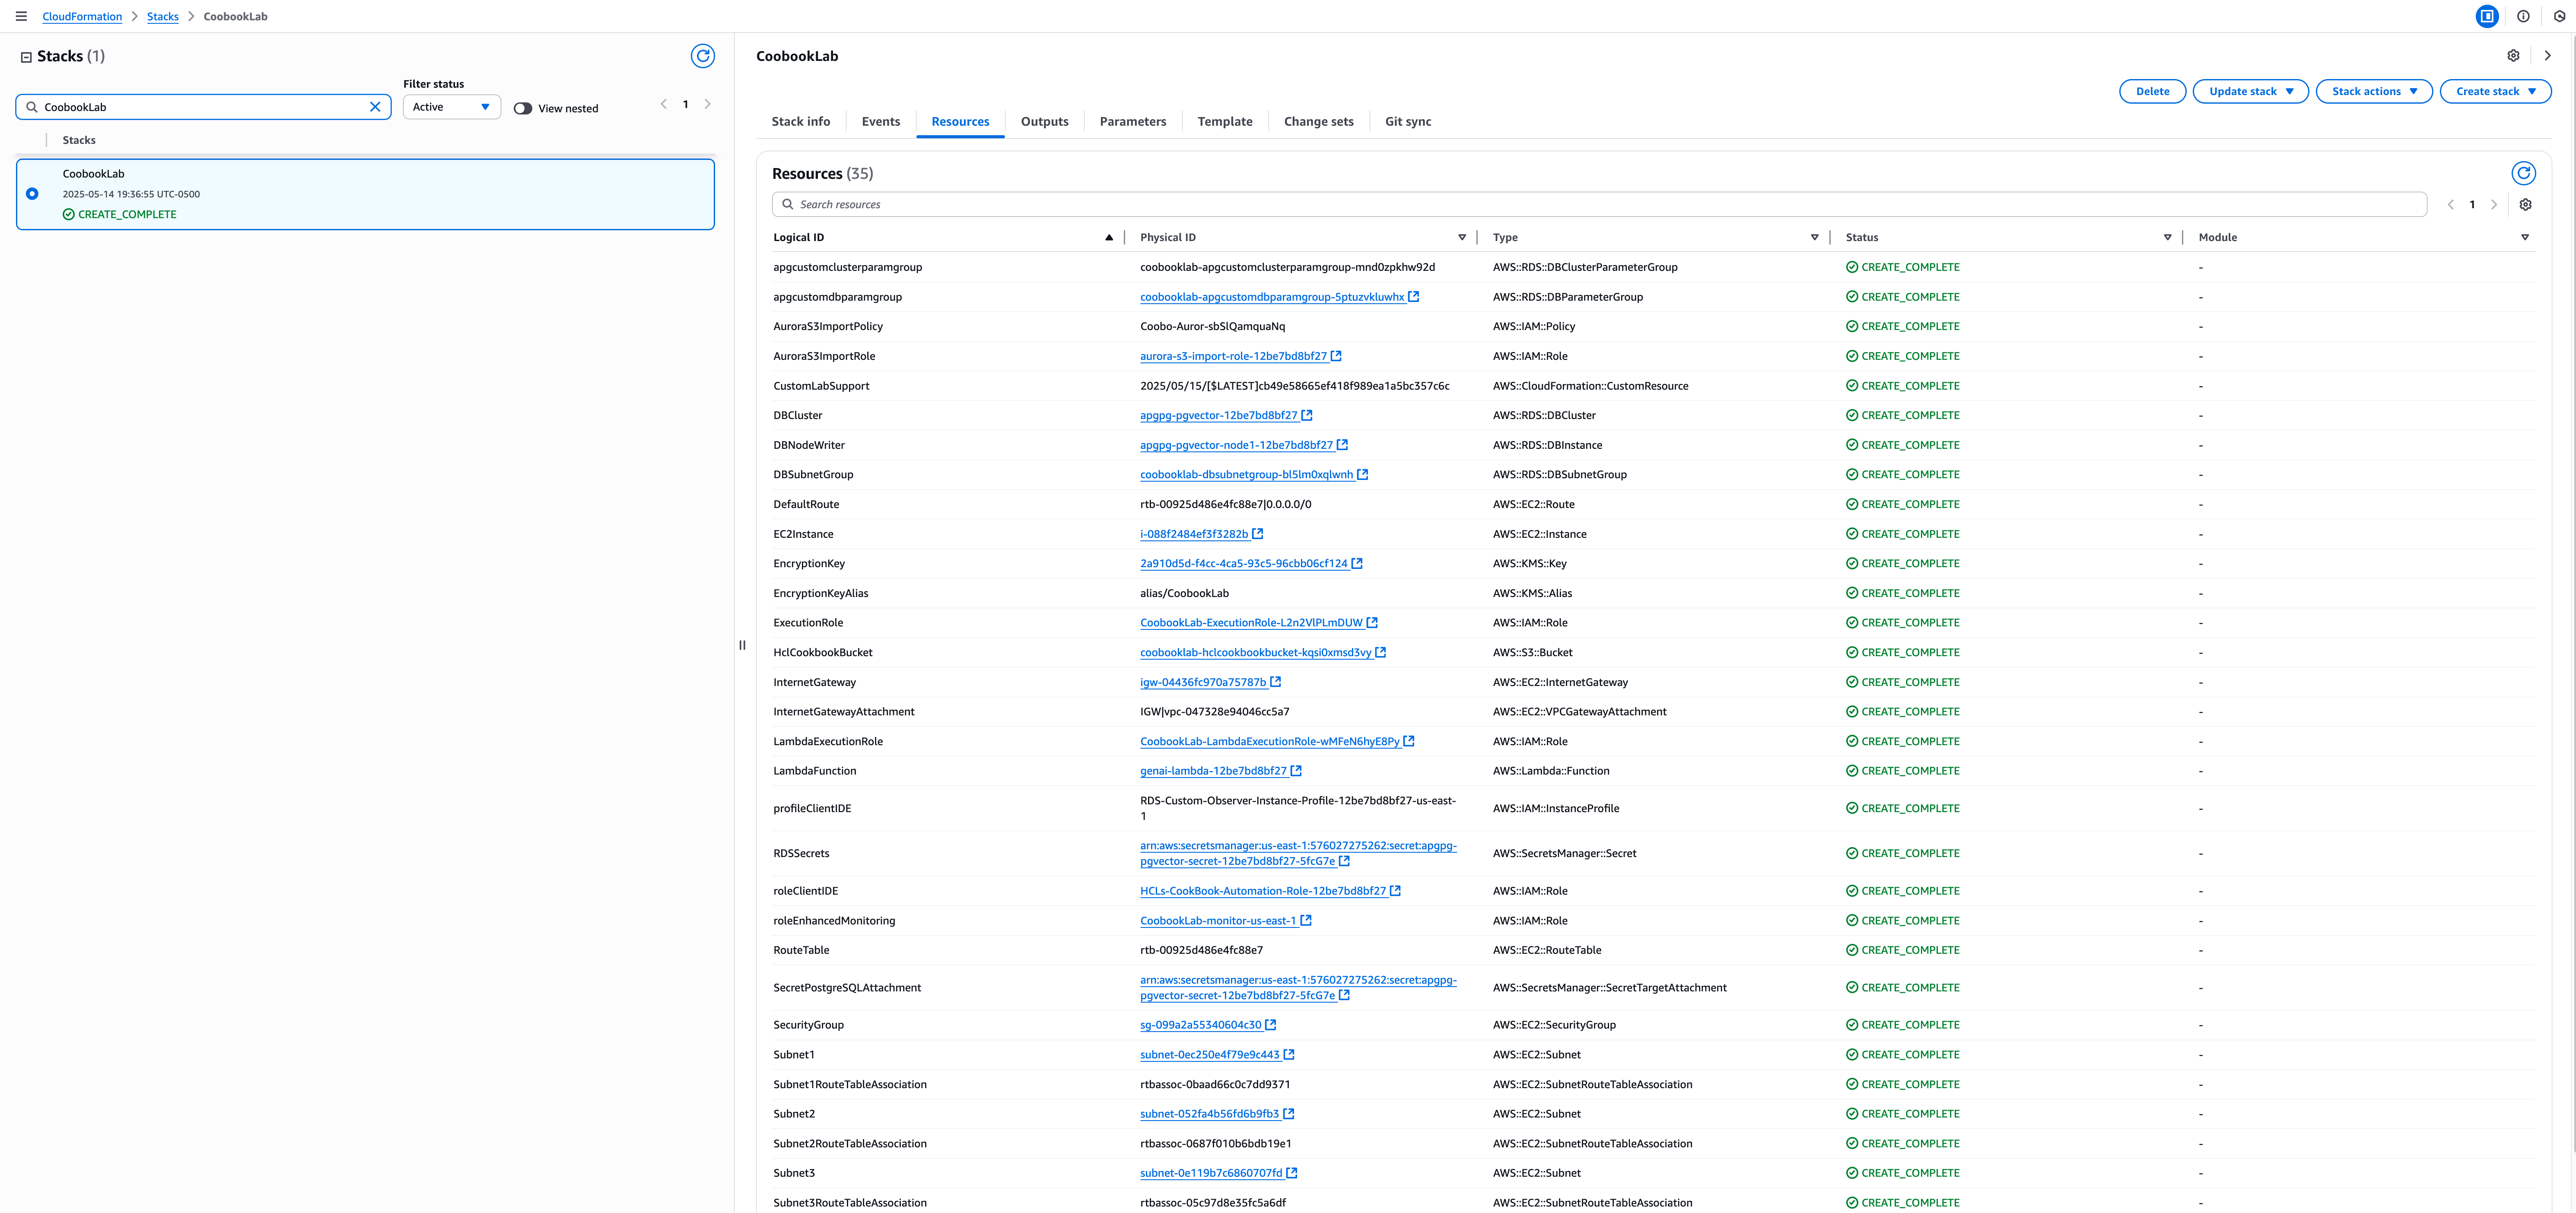 CloudFormation > Stacks > CoobookLab
Stacks (1)
Filter status
CoobookLab
Active
View nested
1
Stacks
CoobookLab
2025-05-14 19:36:55 UTC-0500
CREATE_COMPLETE
CoobookLab
Delete Update stack Stack actions Create stack
Stack info Events Resources Outputs Parameters Template Change sets Git sync
Resources (35)
Search resources
1
Logical ID Physical ID Type Status Module
apgcustomclusterparamgroup coobooklab-apgcustomclusterparamgroup-mnd0zpkhw92d AWS::RDS::DBClusterParameterGroup CREATE_COMPLETE -
apgcustomdbparamgroup coobooklab-apgcustomdbparamgroup-5ptuzvkluwhx AWS::RDS::DBParameterGroup CREATE_COMPLETE -
AuroraS3ImportPolicy Coobo-Auror-sbSlQamquaNq AWS::IAM::Policy CREATE_COMPLETE -
AuroraS3ImportRole aurora-s3-import-role-12be7bd8bf27 AWS::IAM::Role CREATE_COMPLETE -
CustomLabSupport 2025/05/15/[$LATEST]cb49e58665ef418f989ea1a5bc357c6c AWS::CloudFormation::CustomResource CREATE_COMPLETE -
DBCluster apgpg-pgvector-12be7bd8bf27 AWS::RDS::DBCluster CREATE_COMPLETE -
DBNodeWriter apgpg-pgvector-node1-12be7bd8bf27 AWS::RDS::DBInstance CREATE_COMPLETE -
DBSubnetGroup coobooklab-dbsubnetgroup-bl5lm0xqlwnh AWS::RDS::DBSubnetGroup CREATE_COMPLETE -
DefaultRoute rtb-00925d486e4fc88e7|0.0.0.0/0 AWS::EC2::Route CREATE_COMPLETE -
EC2Instance i-088f2484ef3f3282b AWS::EC2::Instance CREATE_COMPLETE -
EncryptionKey 2a910d5d-f4cc-4ca5-93c5-96cbb06cf124 AWS::KMS::Key CREATE_COMPLETE -
EncryptionKeyAlias alias/CoobookLab AWS::KMS::Alias CREATE_COMPLETE -
ExecutionRole CoobookLab-ExecutionRole-L2n2VlPLmDUW AWS::IAM::Role CREATE_COMPLETE -
HclCookbookBucket coobooklab-hclcookbookbucket-kqsi0xmsd3vy AWS::S3::Bucket CREATE_COMPLETE -
InternetGateway igw-04436fc970a75787b AWS::EC2::InternetGateway CREATE_COMPLETE -
InternetGatewayAttachment IGW|vpc-047328e94046cc5a7 AWS::EC2::VPCGatewayAttachment CREATE_COMPLETE -
LambdaExecutionRole CoobookLab-LambdaExecutionRole-wMFeN6hyE8Py AWS::IAM::Role CREATE_COMPLETE -
LambdaFunction genai-lambda-12be7bd8bf27 AWS::Lambda::Function CREATE_COMPLETE -
profileClientIDE RDS-Custom-Observer-Instance-Profile-12be7bd8bf27-us-east-
1 AWS::IAM::InstanceProfile CREATE_COMPLETE -
RDSSecrets arn:aws:secretsmanager:us-east-1:576027275262:secret:apgpg-
pgvector-secret-12be7bd8bf27-5fcG7e AWS::SecretsManager::Secret CREATE_COMPLETE -
roleClientIDE HCLs-CookBook-Automation-Role-12be7bd8bf27 AWS::IAM::Role CREATE_COMPLETE -
roleEnhancedMonitoring CoobookLab-monitor-us-east-1 AWS::IAM::Role CREATE_COMPLETE -
RouteTable rtb-00925d486e4fc88e7 AWS::EC2::RouteTable CREATE_COMPLETE -
SecretPostgreSQLAttachment arn:aws:secretsmanager:us-east-1:576027275262:secret:apgpg-
pgvector-secret-12be7bd8bf27-5fcG7e AWS::SecretsManager::SecretTargetAttachment CREATE_COMPLETE -
SecurityGroup sg-099a2a55340604c30 AWS::EC2::SecurityGroup CREATE_COMPLETE -
Subnet1 subnet-0ec250e4f79e9c443 AWS::EC2::Subnet CREATE_COMPLETE -
Subnet1RouteTableAssociation rtbassoc-0baad66c0c7dd9371 AWS::EC2::SubnetRouteTableAssociation CREATE_COMPLETE -
Subnet2 subnet-052fa4b56fd6b9fb3 AWS::EC2::Subnet CREATE_COMPLETE -
Subnet2RouteTableAssociation rtbassoc-0687f010b6bdb19e1 AWS::EC2::SubnetRouteTableAssociation CREATE_COMPLETE -
Subnet3 subnet-0e119b7c6860707fd AWS::EC2::Subnet CREATE_COMPLETE -
Subnet3RouteTableAssociation rtbassoc-05c97d8e35fc5a6df AWS::EC2::SubnetRouteTableAssociation CREATE_COMPLETE -